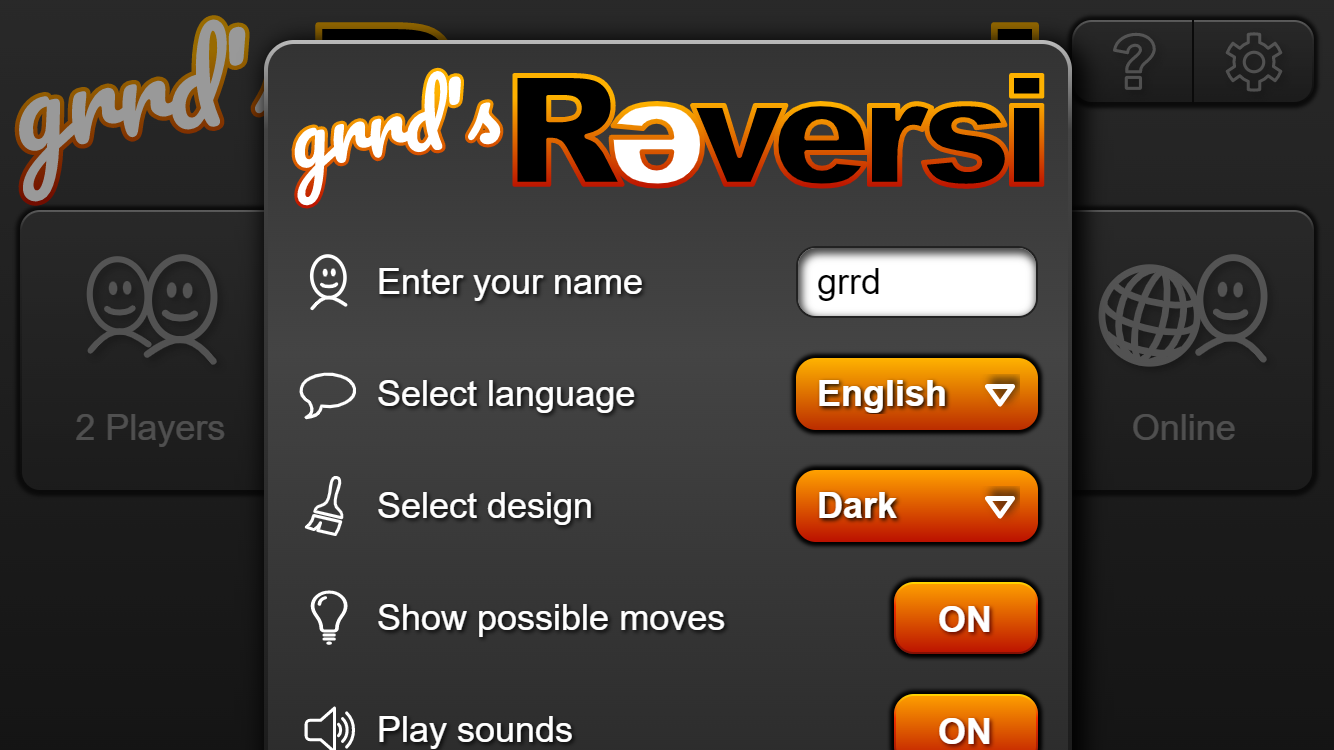 grrd's
grrd's Rəversi
?
Enter your name grrd
Select language English
2 Players
Online
Select design Dark
Show possible moves ON
Play sounds ON